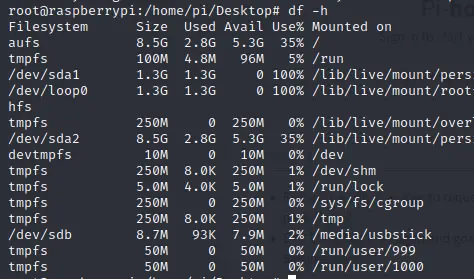 root@raspberrypi:/home/pi/Desktop# df -h
Filesystem      Size  Used Avail Use% Mounted on
aufs            8.5G  2.8G  5.3G  35% /
tmpfs           100M  4.8M   96M   5% /run
/dev/sda1       1.3G  1.3G     0 100% /lib/live/mount/pers
/dev/loop0      1.3G  1.3G     0 100% /lib/live/mount/root
hfs
tmpfs           250M     0  250M   0% /lib/live/mount/over
/dev/sda2       8.5G  2.8G  5.3G  35% /lib/live/mount/pers
devtmpfs         10M     0   10M   0% /dev
tmpfs           250M  8.0K  250M   1% /dev/shm
tmpfs           5.0M  4.0K  5.0M   1% /run/lock
tmpfs           250M     0  250M   0% /sys/fs/cgroup
tmpfs           250M  8.0K  250M   1% /tmp
/dev/sdb        8.7M   93K  7.9M   2% /media/usbstick
tmpfs            50M     0   50M   0% /run/user/999
tmpfs            50M     0   50M   0% /run/user/1000